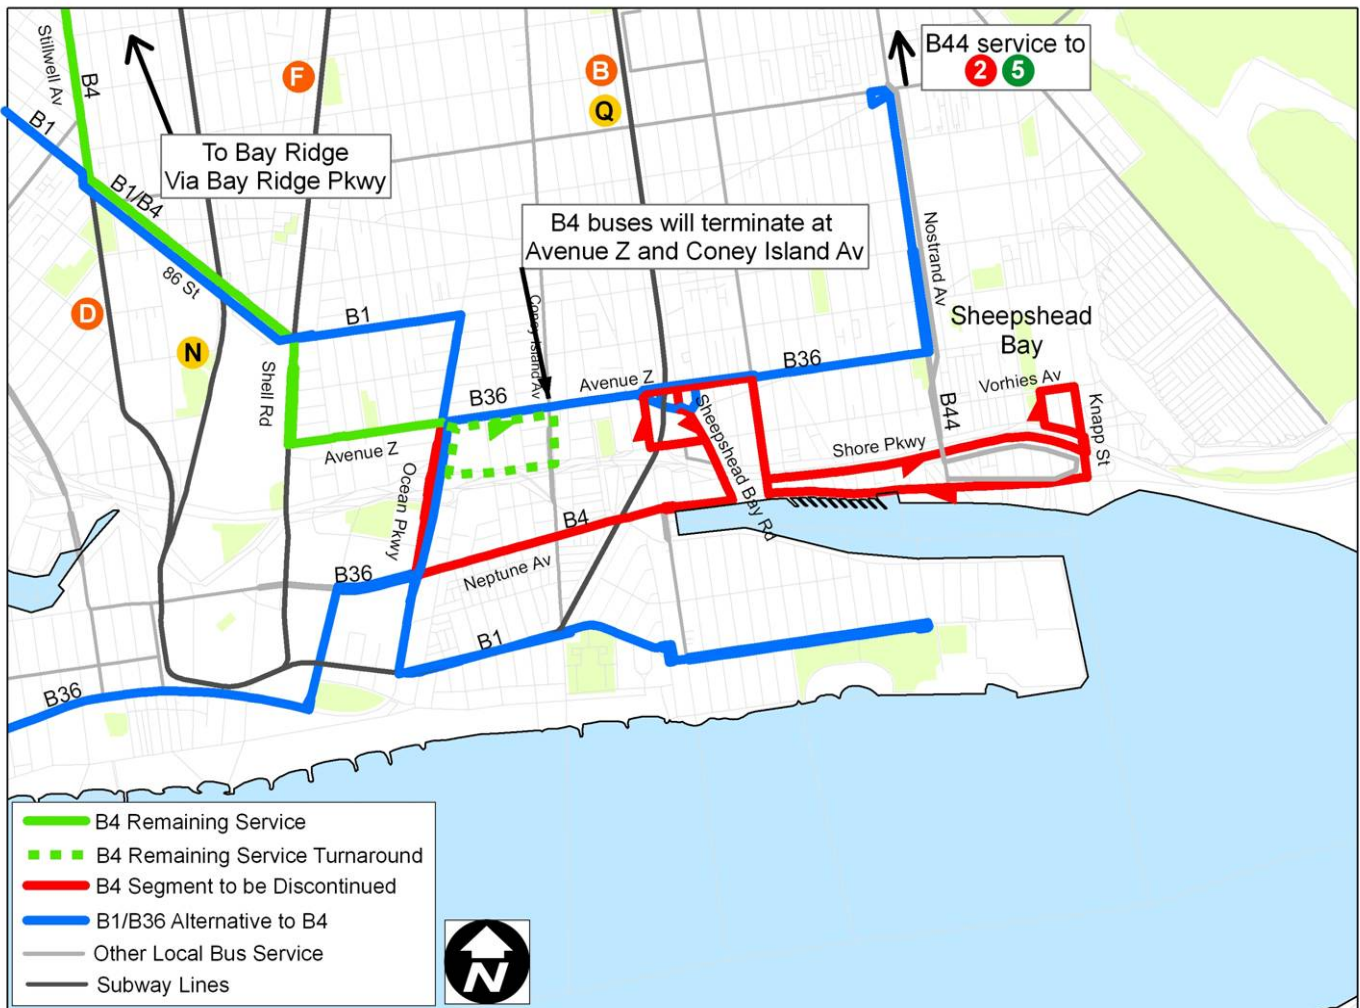 Stillwell Av
B4
B1
F
B
Q
B44 service to
2 5
To Bay Ridge
Via Bay Ridge Pkwy
B1/B4
86 St
D
N
B4 buses will terminate at
Avenue Z and Coney Island Av
Coney Island Av
Nostrand Av
Sheepshead
Bay
B1
Shell Rd
B36
Avenue Z
B36
Vorhies Av
Knapp St
B44
Avenue Z
Ocean Pkwy
Sheepshead Bay Rd
Shore Pkwy
B4
Neptune Av
B36
B1
B36
B4 Remaining Service
B4 Remaining Service Turnaround
B4 Segment to be Discontinued
B1/B36 Alternative to B4
Other Local Bus Service
Subway Lines
N